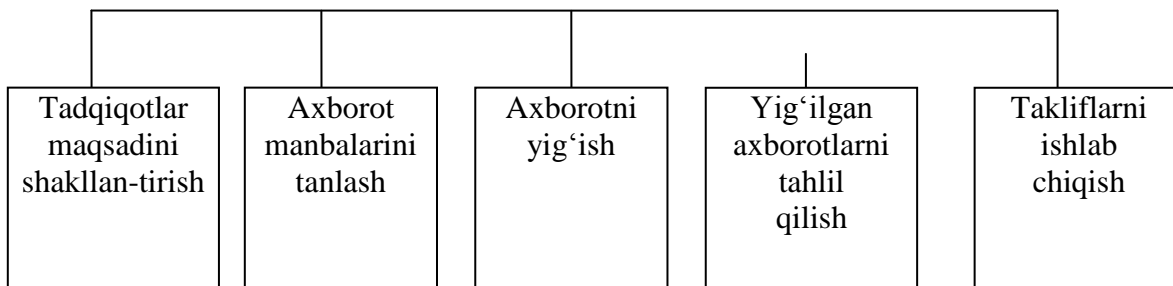 Tadqiqotlar
maqsadini
shakllan-tirish
Axborot
manbalarini
tanlash
Axborotni
yig‘ish
Yig‘ilgan
axborotlarni
tahlil
qilish
Takliflarni
ishlab
chiqish